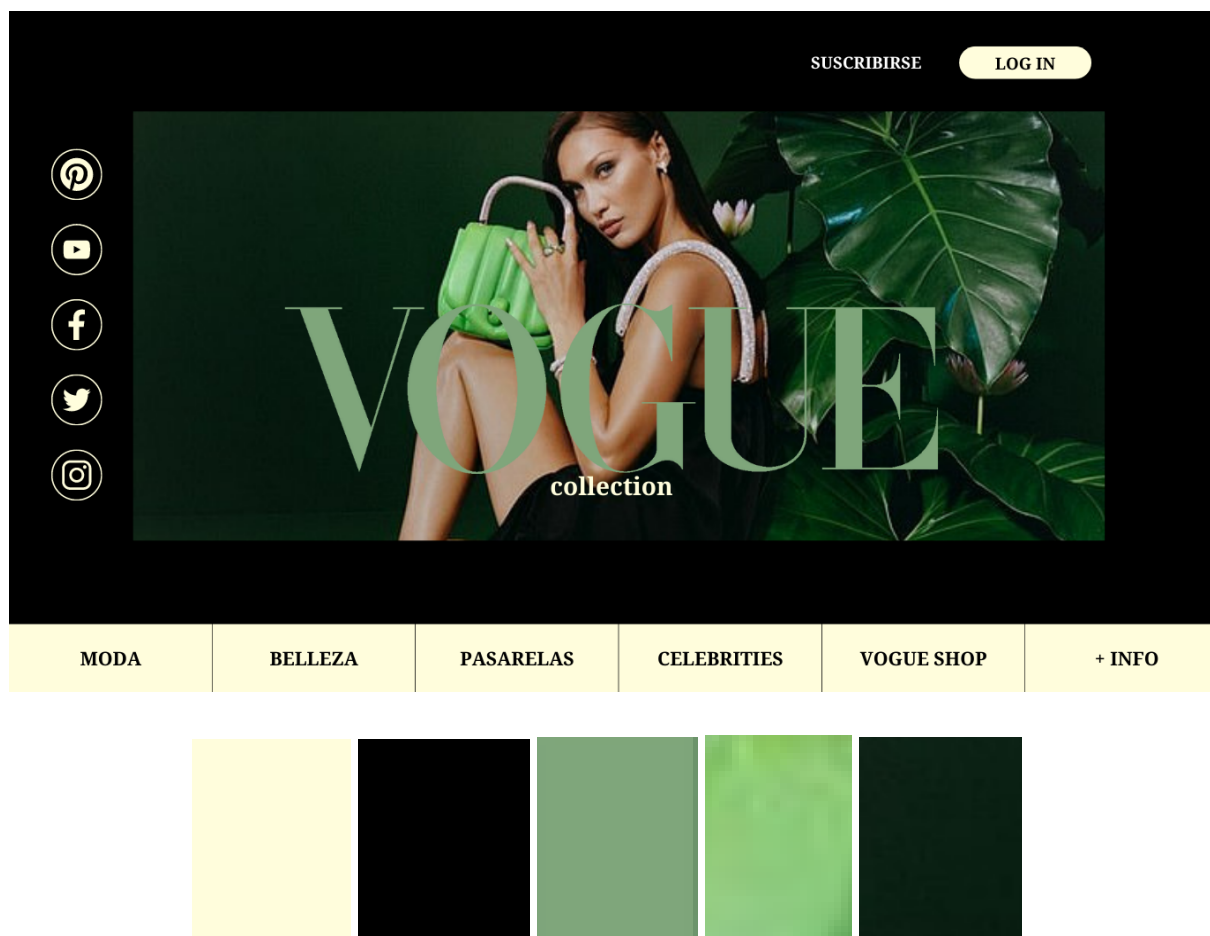 SUSCRIBIRSE
LOG IN
VOGUE
collection
MODA
BELLEZA
PASARELAS
CELEBRITIES
VOGUE SHOP
+ INFO